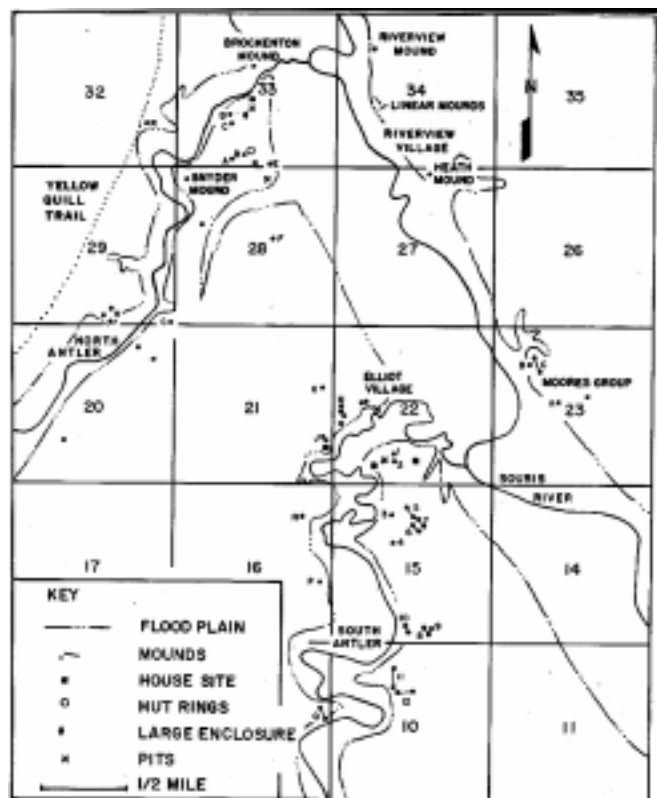 BROCKENTON
MOUND
RIVERVIEW
MOUND
32
33
34
35
N
LINEAR MOUNDS
RIVERVIEW
VILLAGE
HEATH
MOUND
YELLOW
QUILL
TRAIL
SNYDER
MOUND
29
28
27
26
NORTH
ANTLER
ELLIOT
VILLAGE
MOORES GROUP
20
21
22
23
SOURIS
RIVER
17
16
15
14
SOUTH
ANTLER
10
11
KEY
FLOOD PLAIN
MOUNDS
HOUSE SITE
HUT RINGS
LARGE ENCLOSURE
PITS
1/2 MILE